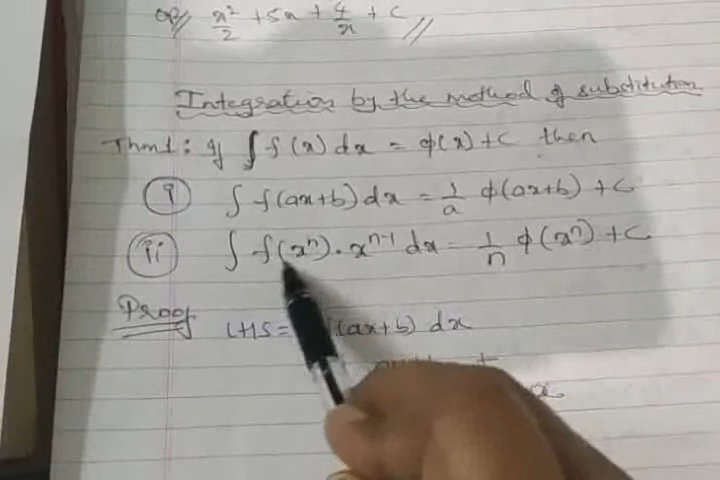 x²/2 + 5x + 4/x + C //
Integration by the method of substitution
Thm1: If ∫ f(x) dx = φ(x) + C then
(i) ∫ f(ax+b) dx = 1/a φ(ax+b) + C
(ii) ∫ f(xⁿ) · xⁿ⁻¹ dx = 1/n φ(xⁿ) + C
Proof
LHS = f(ax+b) dx